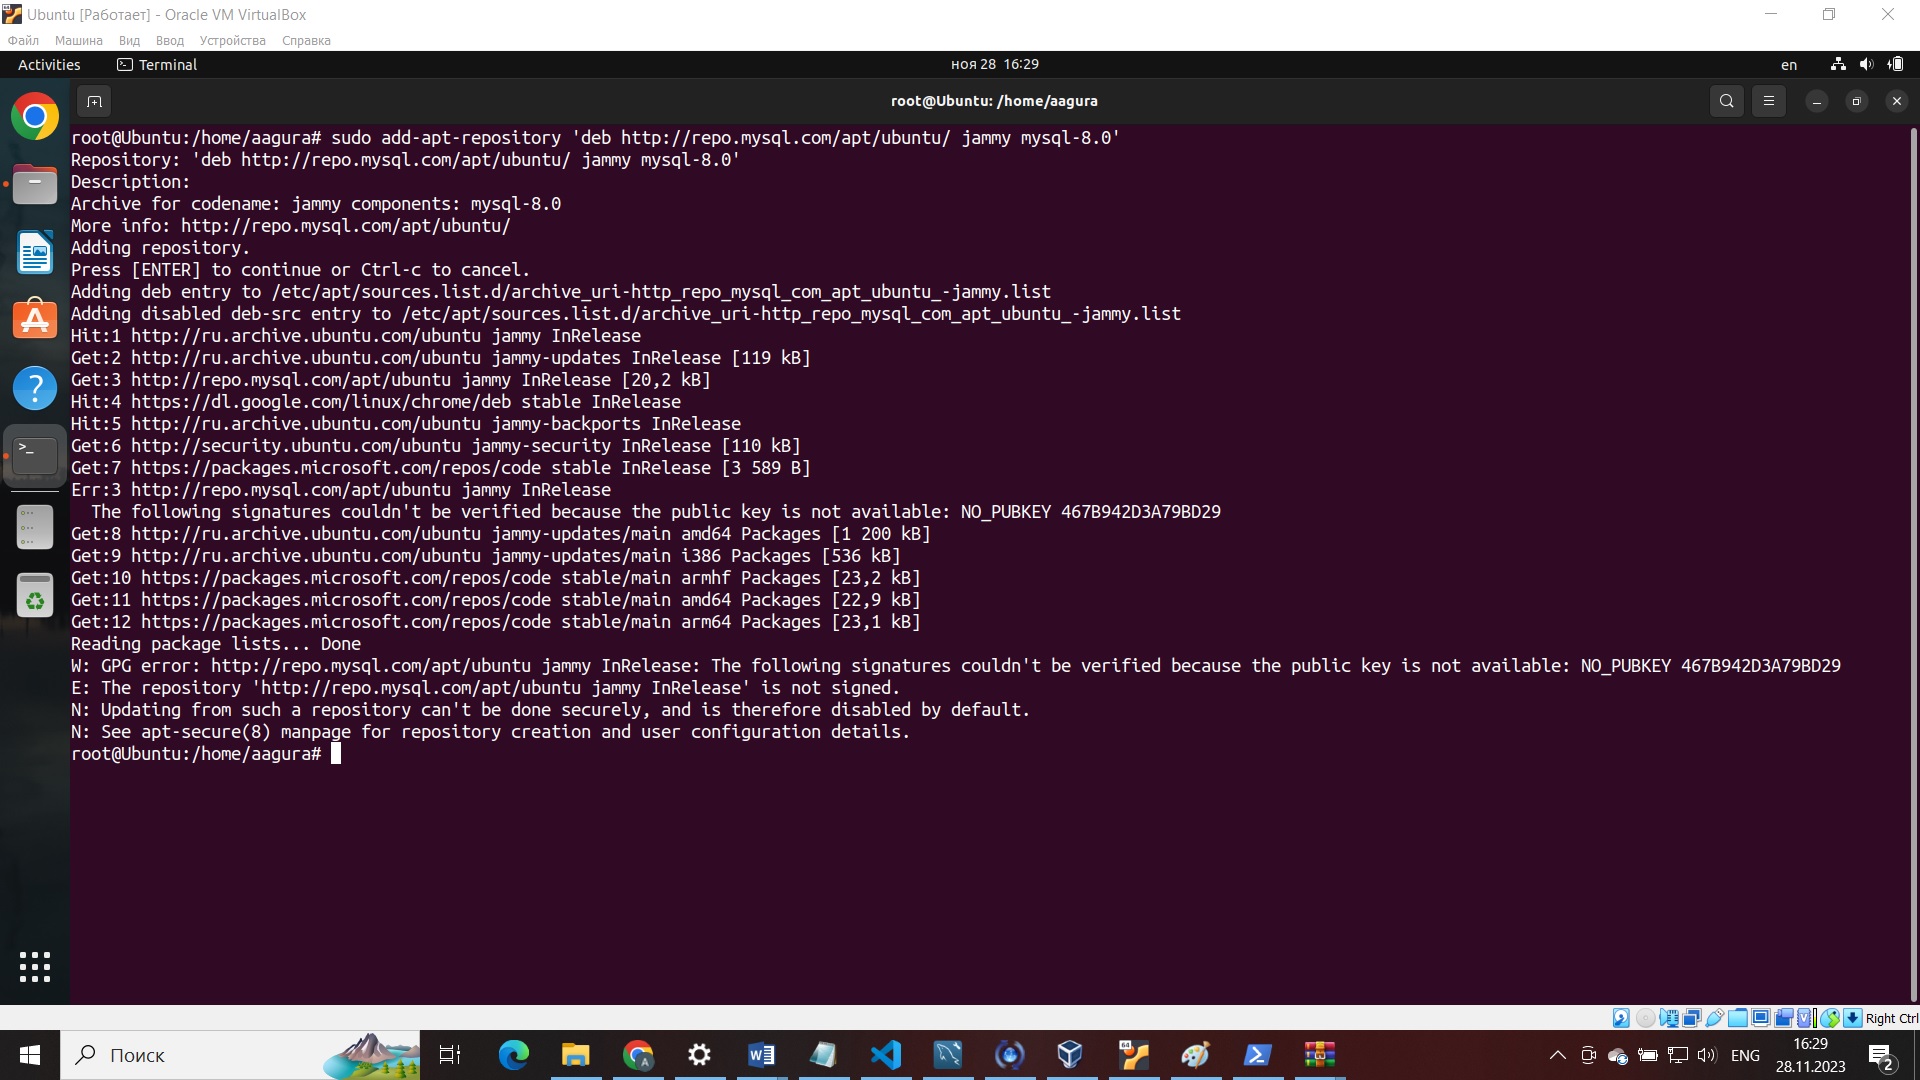 Ubuntu [Работает] - Oracle VM VirtualBox
Файл Машина Вид Ввод Устройства Справка
Activities Terminal ноя 28 16:29 en
root@Ubuntu: /home/aagura
root@Ubuntu:/home/aagura# sudo add-apt-repository 'deb http://repo.mysql.com/apt/ubuntu/ jammy mysql-8.0'
Repository: 'deb http://repo.mysql.com/apt/ubuntu/ jammy mysql-8.0'
Description:
Archive for codename: jammy components: mysql-8.0
More info: http://repo.mysql.com/apt/ubuntu/
Adding repository.
Press [ENTER] to continue or Ctrl-c to cancel.
Adding deb entry to /etc/apt/sources.list.d/archive_uri-http_repo_mysql_com_apt_ubuntu_-jammy.list
Adding disabled deb-src entry to /etc/apt/sources.list.d/archive_uri-http_repo_mysql_com_apt_ubuntu_-jammy.list
Hit:1 http://ru.archive.ubuntu.com/ubuntu jammy InRelease
Get:2 http://ru.archive.ubuntu.com/ubuntu jammy-updates InRelease [119 kB]
Get:3 http://repo.mysql.com/apt/ubuntu jammy InRelease [20,2 kB]
Hit:4 https://dl.google.com/linux/chrome/deb stable InRelease
Hit:5 http://ru.archive.ubuntu.com/ubuntu jammy-backports InRelease
Get:6 http://security.ubuntu.com/ubuntu jammy-security InRelease [110 kB]
Get:7 https://packages.microsoft.com/repos/code stable InRelease [3 589 B]
Err:3 http://repo.mysql.com/apt/ubuntu jammy InRelease
The following signatures couldn't be verified because the public key is not available: NO_PUBKEY 467B942D3A79BD29
Get:8 http://ru.archive.ubuntu.com/ubuntu jammy-updates/main amd64 Packages [1 200 kB]
Get:9 http://ru.archive.ubuntu.com/ubuntu jammy-updates/main i386 Packages [536 kB]
Get:10 https://packages.microsoft.com/repos/code stable/main armhf Packages [23,2 kB]
Get:11 https://packages.microsoft.com/repos/code stable/main amd64 Packages [22,9 kB]
Get:12 https://packages.microsoft.com/repos/code stable/main arm64 Packages [23,1 kB]
Reading package lists... Done
W: GPG error: http://repo.mysql.com/apt/ubuntu jammy InRelease: The following signatures couldn't be verified because the public key is not available: NO_PUBKEY 467B942D3A79BD29
E: The repository 'http://repo.mysql.com/apt/ubuntu jammy InRelease' is not signed.
N: Updating from such a repository can't be done securely, and is therefore disabled by default.
N: See apt-secure(8) manpage for repository creation and user configuration details.
root@Ubuntu:/home/aagura#
Right Ctrl
Поиск ENG 16:29
28.11.2023 2